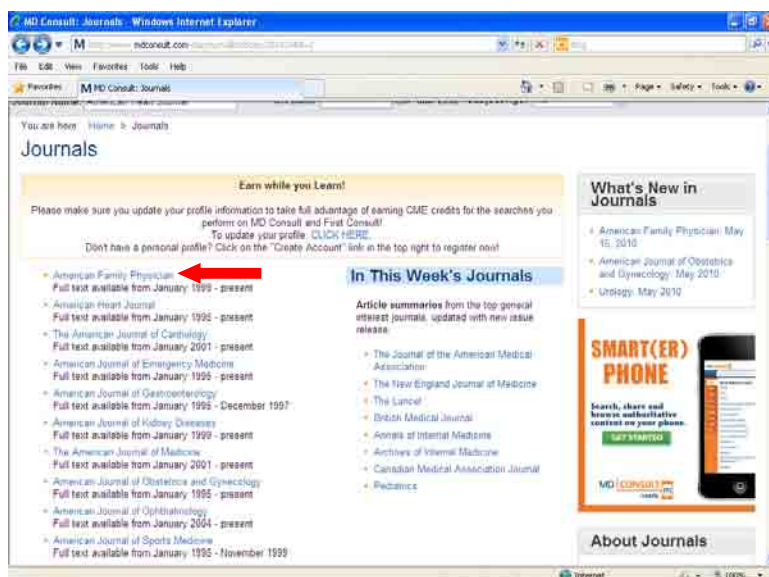 MD Consult: Journals - Windows Internet Explorer
mdconsult.com
File Edit View Favorites Tools Help
Favorites MD Consult: Journals
Page Safety Tools
Journal Name: American Heart Journal
You are here: Home > Journals
Journals
Earn while you Learn!
Please make sure you update your profile information to take full advantage of earning CME credits for the searches you
perform on MD Consult and First Consult!
To update your profile, CLICK HERE.
Don't have a personal profile? Click on the "Create Account" link in the top right to register now!
American Family Physician
Full text available from January 1999 - present
American Heart Journal
Full text available from January 1995 - present
The American Journal of Cardiology
Full text available from January 2001 - present
American Journal of Emergency Medicine
Full text available from January 1995 - present
American Journal of Gastroenterology
Full text available from January 1995 - December 1997
American Journal of Kidney Diseases
Full text available from January 1999 - present
The American Journal of Medicine
Full text available from January 2001 - present
American Journal of Obstetrics and Gynecology
Full text available from January 1995 - present
American Journal of Ophthalmology
Full text available from January 2004 - present
American Journal of Sports Medicine
Full text available from January 1995 - November 1999
In This Week's Journals
Article summaries from the top general
interest journals, updated with new issue
release.
The Journal of the American Medical
Association
The New England Journal of Medicine
The Lancet
British Medical Journal
Annals of Internal Medicine
Archives of Internal Medicine
Canadian Medical Association Journal
Pediatrics
What's New in
Journals
American Family Physician: May
15, 2010
American Journal of Obstetrics
and Gynecology: May 2010
Urology: May 2010
SMART(ER)
PHONE
Search, share and
browse authoritative
content on your phone.
GET STARTED
MD CONSULT
mobile
About Journals
Internet
100%